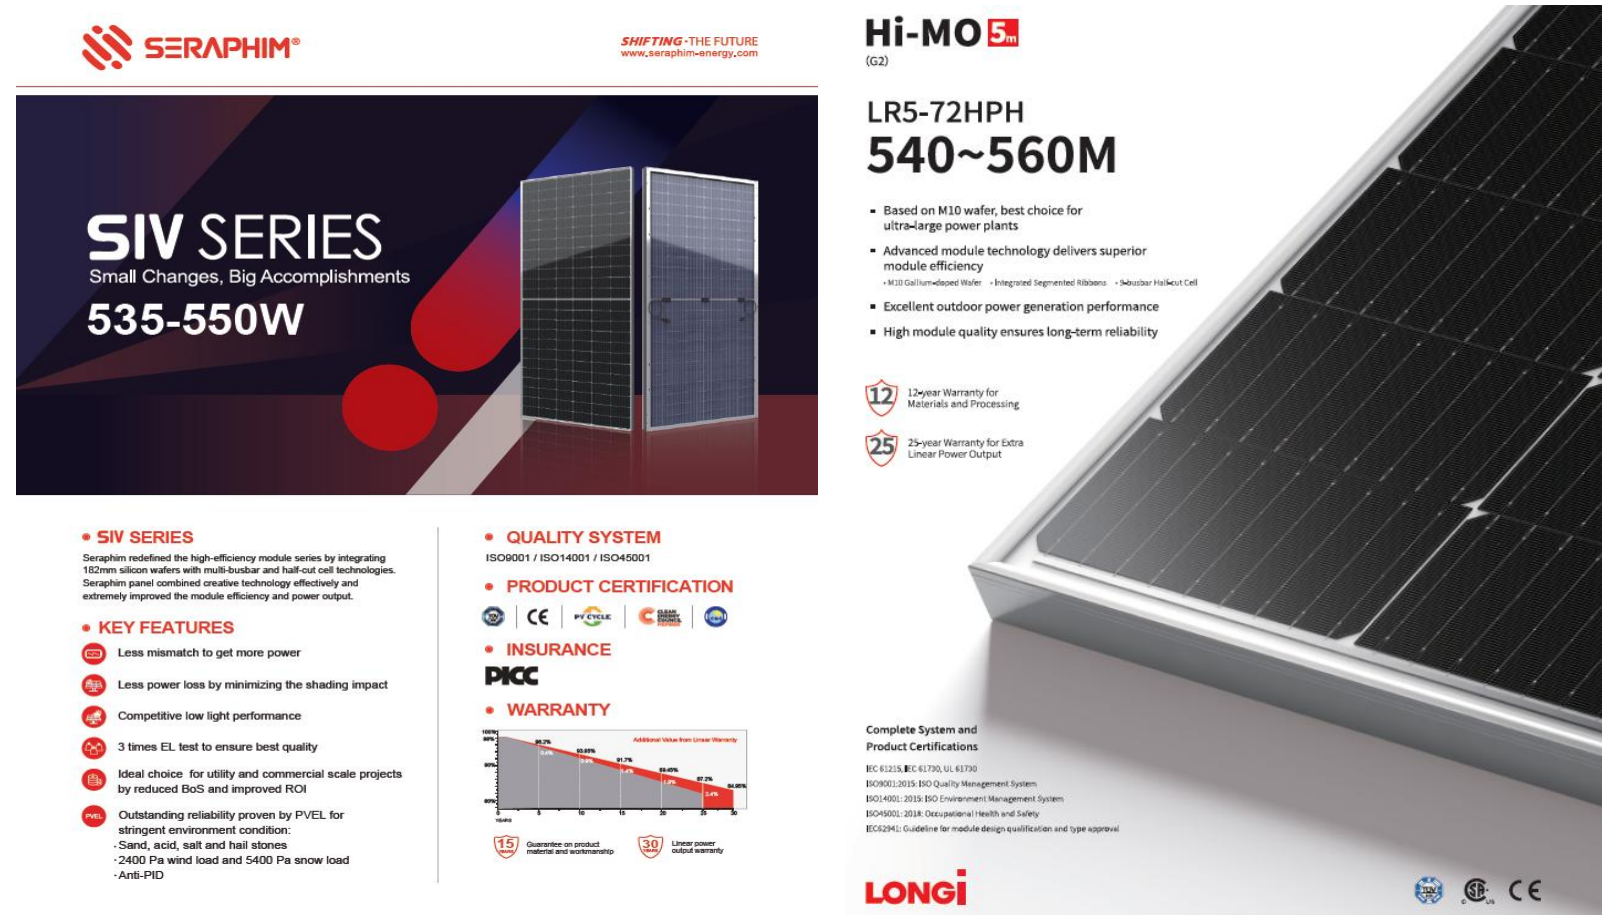 SERAPHIM®
SHIFTING · THE FUTURE
www.seraphim-energy.com
SIV SERIES
Small Changes, Big Accomplishments
535-550W
SIV SERIES
Seraphim redefined the high-efficiency module series by integrating
182mm silicon wafers with multi-busbar and half-cut cell technologies.
Seraphim panel combined creative technology effectively and
extremely improved the module efficiency and power output.
KEY FEATURES
Less mismatch to get more power
Less power loss by minimizing the shading impact
Competitive low light performance
3 times EL test to ensure best quality
Ideal choice for utility and commercial scale projects
by reduced BoS and improved ROI
PVEL
Outstanding reliability proven by PVEL for
stringent environment condition:
· Sand, acid, salt and hail stones
· 2400 Pa wind load and 5400 Pa snow load
· Anti-PID
QUALITY SYSTEM
ISO9001 / ISO14001 / ISO45001
PRODUCT CERTIFICATION
CE
PV CYCLE
CLEAN
ENERGY
COUNCIL
INSURANCE
PICC
WARRANTY
Additional Value from Linear Warranty
100%
98%
90%
80%
96.2%
93.95%
91.7%
89.45%
87.2%
84.95%
2.4%
0 5 10 15 20 25 30
YEARS
15
YEARS
Guarantee on product
material and workmanship
30
YEARS
Linear power
output warranty
Hi-MO 5m
(G2)
LR5-72HPH
540~560M
▪ Based on M10 wafer, best choice for
ultra-large power plants
▪ Advanced module technology delivers superior
module efficiency
• M10 Gallium-doped Wafer • Integrated Segmented Ribbons • 9-busbar Half-cut Cell
▪ Excellent outdoor power generation performance
▪ High module quality ensures long-term reliability
12
12-year Warranty for
Materials and Processing
25
25-year Warranty for Extra
Linear Power Output
Complete System and
Product Certifications
IEC 61215, IEC 61730, UL 61730
ISO9001:2015: ISO Quality Management System
ISO14001: 2015: ISO Environment Management System
ISO45001: 2018: Occupational Health and Safety
IEC62941: Guideline for module design qualification and type approval
LONGi
TÜV
SA
C US
CE